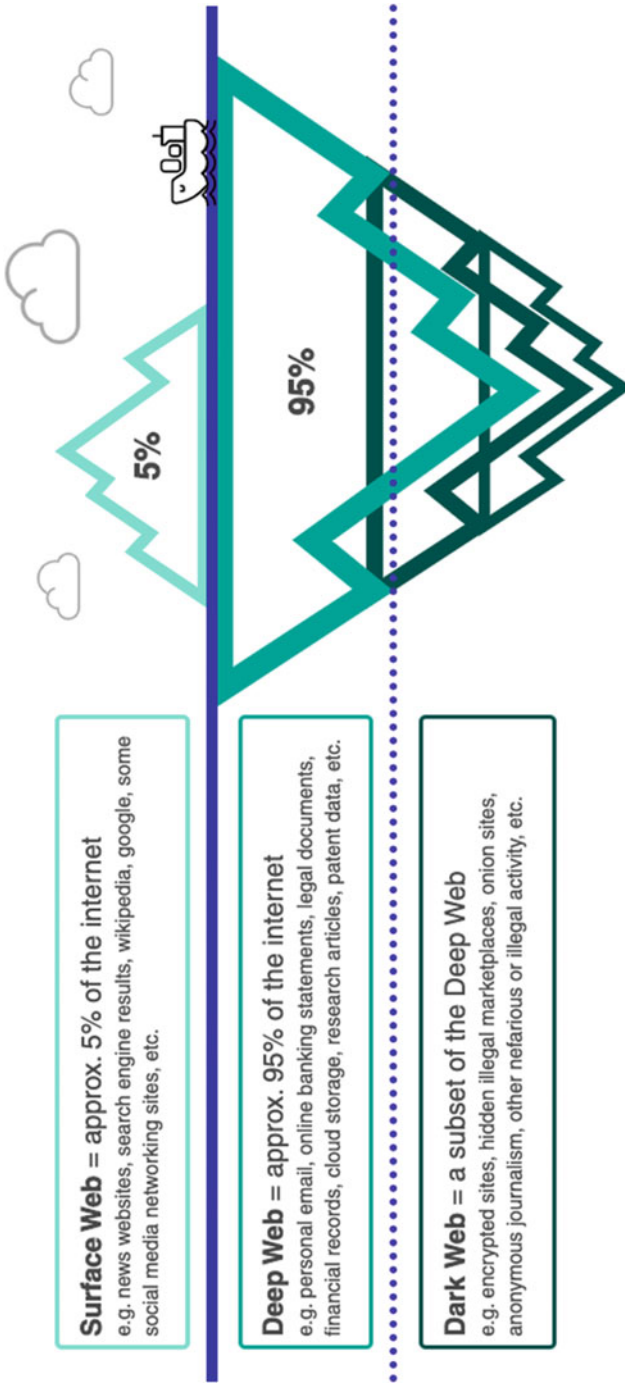 Surface Web = approx. 5% of the internet
e.g. news websites, search engine results, wikipedia, google, some
social media networking sites, etc.
5%
Deep Web = approx. 95% of the internet
e.g. personal email, online banking statements, legal documents,
financial records, cloud storage, research articles, patent data, etc.
95%
Dark Web = a subset of the Deep Web
e.g. encrypted sites, hidden illegal marketplaces, onion sites,
anonymous journalism, other nefarious or illegal activity, etc.